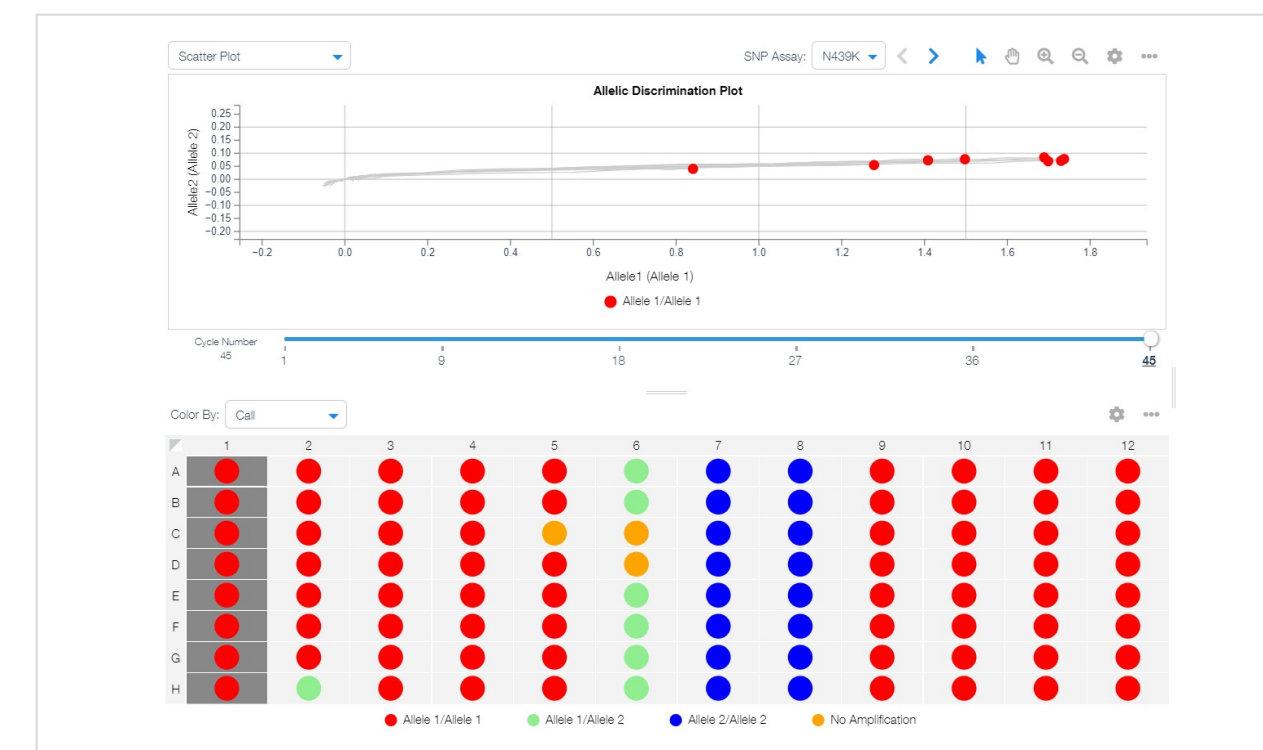 Scatter Plot SNP Assay: N439K
Allelic Discrimination Plot
0.25
0.20
0.15
0.10
0.05
0.00
−0.05
−0.10
−0.15
−0.20
Allele2 (Allele 2)
−0.2 0.0 0.2 0.4 0.6 0.8 1.0 1.2 1.4 1.6 1.8
Allele1 (Allele 1)
Allele 1/Allele 1
Cycle Number
45
1 9 18 27 36 45
Color By: Call
1 2 3 4 5 6 7 8 9 10 11 12
A
B
C
D
E
F
G
H
Allele 1/Allele 1 Allele 1/Allele 2 Allele 2/Allele 2 No Amplification